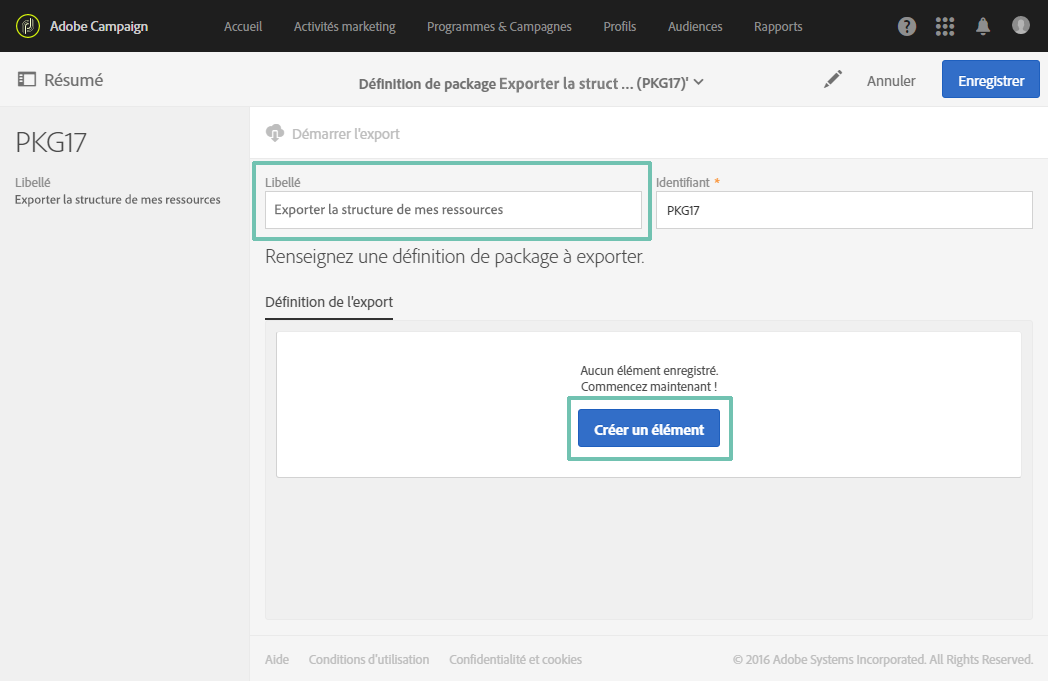 Adobe Campaign
Accueil
Activités marketing
Programmes & Campagnes
Profils
Audiences
Rapports
?
Résumé
Définition de package Exporter la struct ... (PKG17)'
Annuler
Enregistrer
PKG17
Libellé
Exporter la structure de mes ressources
Démarrer l'export
Libellé
Exporter la structure de mes ressources
Identifiant *
PKG17
Renseignez une définition de package à exporter.
Définition de l'export
Aucun élément enregistré.
Commencez maintenant !
Créer un élément
Aide
Conditions d'utilisation
Confidentialité et cookies
© 2016 Adobe Systems Incorporated. All Rights Reserved.